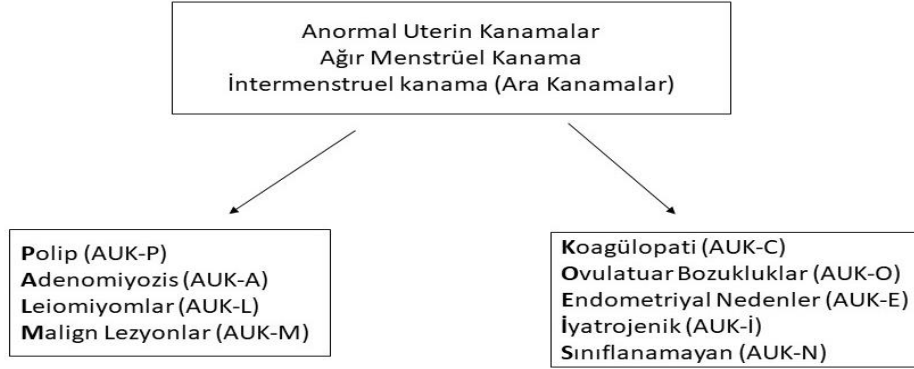 Anormal Uterin Kanamalar
Ağır Menstrüel Kanama
İntermenstruel kanama (Ara Kanamalar)
Polip (AUK-P)
Adenomiyozis (AUK-A)
Leiomiyomlar (AUK-L)
Malign Lezyonlar (AUK-M)
Koagülopati (AUK-C)
Ovulatuar Bozukluklar (AUK-O)
Endometriyal Nedenler (AUK-E)
İyatrojenik (AUK-İ)
Sınıflanamayan (AUK-N)